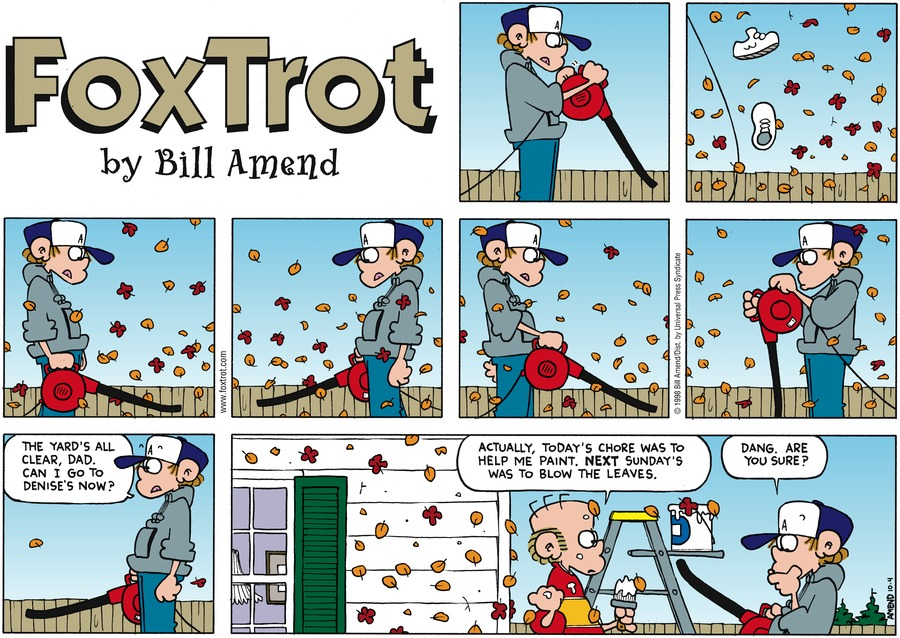 FoxTrot
by Bill Amend
A
www.foxtrot.com
A
A
© 1998 Bill Amend/Dist. by Universal Press Syndicate
THE YARD'S ALL
CLEAR, DAD.
CAN I GO TO
DENISE'S NOW?
A
ACTUALLY, TODAY'S CHORE WAS TO
HELP ME PAINT. NEXT SUNDAY'S
WAS TO BLOW THE LEAVES.
DANG. ARE
YOU SURE?
A
AMEND 10-4